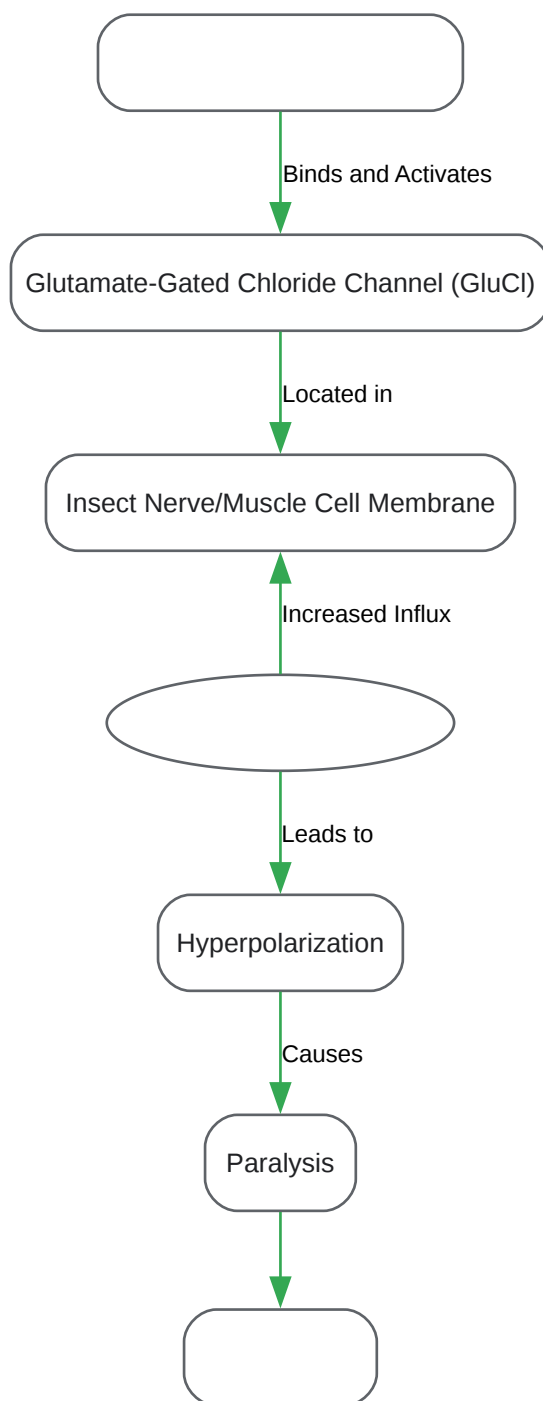 Binds and Activates
Glutamate-Gated Chloride Channel (GluCl)
Located in
Insect Nerve/Muscle Cell Membrane
Increased Influx
Leads to
Hyperpolarization
Causes
Paralysis